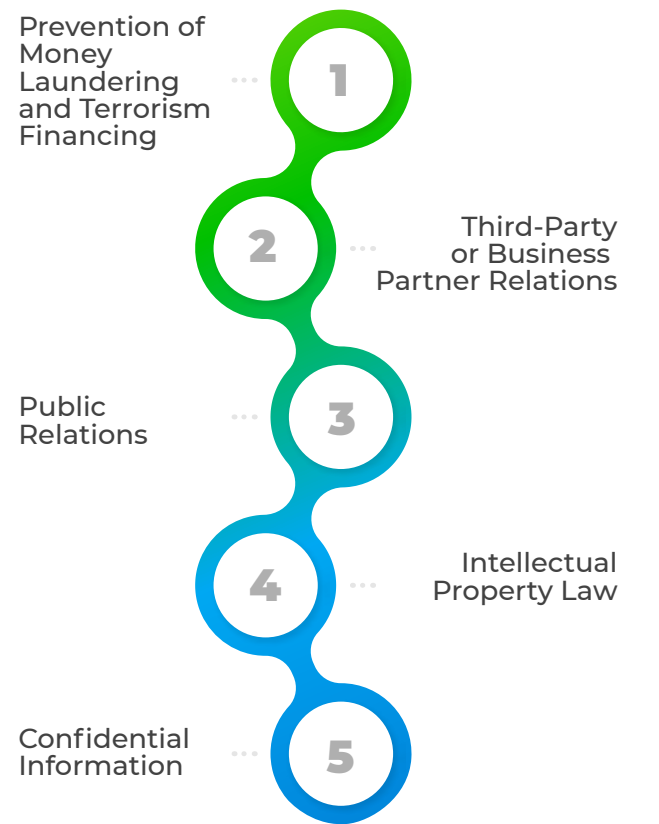 Prevention of
Money
Laundering
and Terrorism
Financing
1
2
Third-Party
or Business
Partner Relations
Public
Relations
3
4
Intellectual
Property Law
Confidential
Information
5